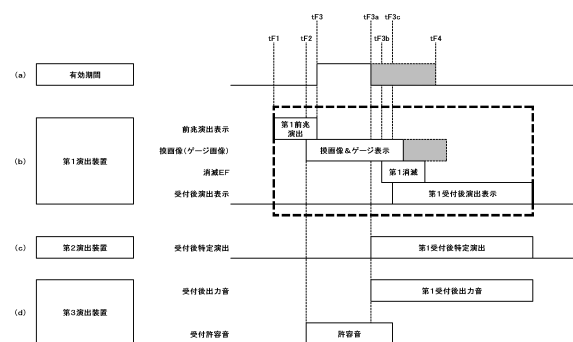 tF3 tF3a tF3c
tF1 tF2 tF3b tF4
(a) 有効期間
(b) 第1演出装置
前兆演出表示 第1前兆演出
換画像(ゲージ画像) 換画像&ゲージ表示
消減EF 第1消減
受付後演出表示 第1受付後演出表示
(c) 第2演出装置 受付後特定演出 第1受付後特定演出
(d) 第3演出装置
受付後出力音 第1受付後出力音
受付許容音 許容音